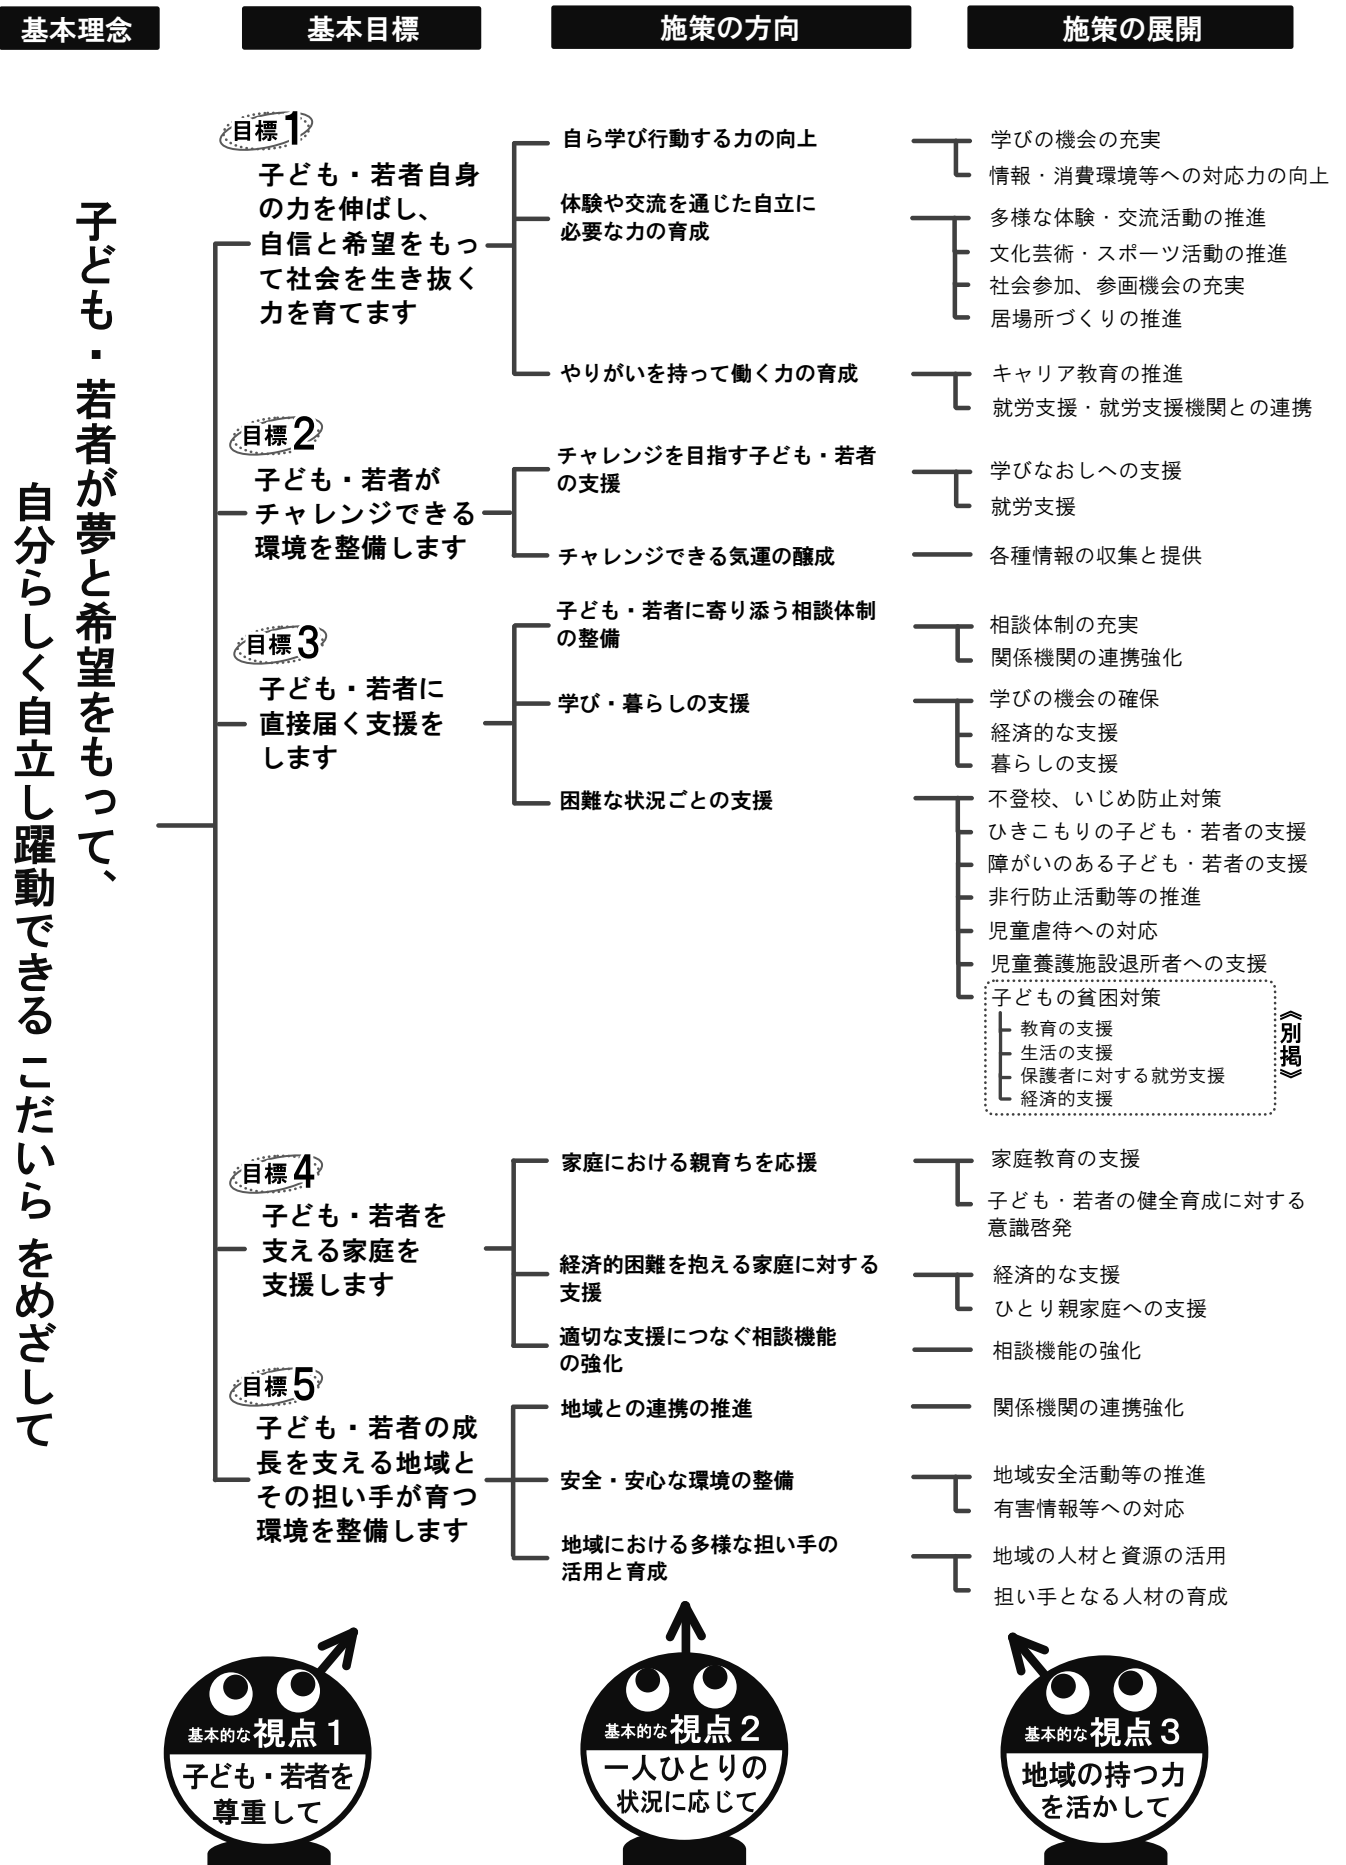 基本理念
基本目標
施策の方向
施策の展開
子ども・若者が夢と希望をもって、
自分らしく自立し躍動できる こだいら をめざして
目標1
子ども・若者自身
の力を伸ばし、
自信と希望をもっ
て社会を生き抜く
力を育てます
自ら学び行動する力の向上
学びの機会の充実
情報・消費環境等への対応力の向上
体験や交流を通じた自立に
必要な力の育成
多様な体験・交流活動の推進
文化芸術・スポーツ活動の推進
社会参加、参画機会の充実
居場所づくりの推進
やりがいを持って働く力の育成
キャリア教育の推進
就労支援・就労支援機関との連携
目標2
子ども・若者が
チャレンジできる
環境を整備します
チャレンジを目指す子ども・若者
の支援
学びなおしへの支援
就労支援
チャレンジできる気運の醸成
各種情報の収集と提供
目標3
子ども・若者に
直接届く支援を
します
子ども・若者に寄り添う相談体制
の整備
相談体制の充実
関係機関の連携強化
学び・暮らしの支援
学びの機会の確保
経済的な支援
暮らしの支援
困難な状況ごとの支援
不登校、いじめ防止対策
ひきこもりの子ども・若者の支援
障がいのある子ども・若者の支援
非行防止活動等の推進
児童虐待への対応
児童養護施設退所者への支援
子どもの貧困対策
教育の支援
生活の支援
保護者に対する就労支援
経済的支援
《別掲》
目標4
子ども・若者を
支える家庭を
支援します
家庭における親育ちを応援
家庭教育の支援
子ども・若者の健全育成に対する
意識啓発
経済的困難を抱える家庭に対する
支援
経済的な支援
ひとり親家庭への支援
適切な支援につなぐ相談機能
の強化
相談機能の強化
目標5
子ども・若者の成
長を支える地域と
その担い手が育つ
環境を整備します
地域との連携の推進
関係機関の連携強化
安全・安心な環境の整備
地域安全活動等の推進
有害情報等への対応
地域における多様な担い手の
活用と育成
地域の人材と資源の活用
担い手となる人材の育成
基本的な視点1
子ども・若者を
尊重して
基本的な視点2
一人ひとりの
状況に応じて
基本的な視点3
地域の持つ力
を活かして